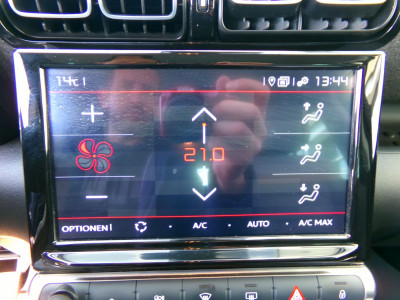 14°C 13:44
21.0
OPTIONEN A/C AUTO A/C MAX